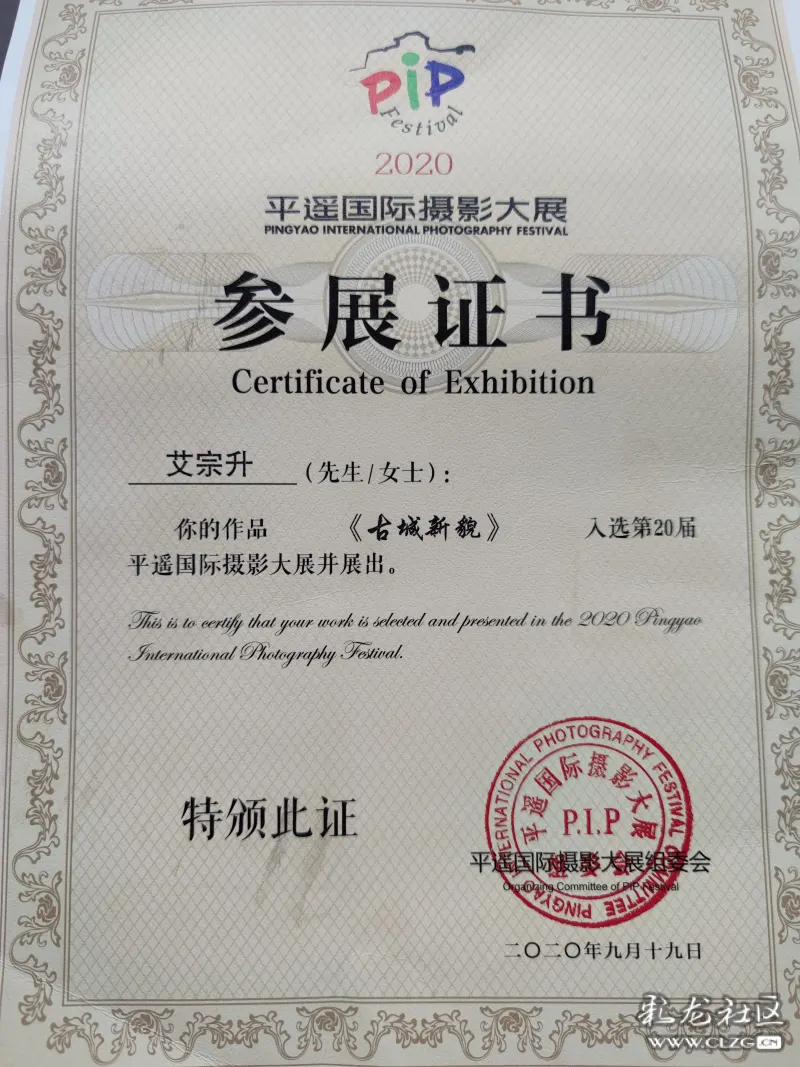 PiP
Festival
2020
平遥国际摄影大展
PINGYAO INTERNATIONAL PHOTOGRAPHY FESTIVAL
参展证书
Certificate of Exhibition
艾宗升 (先生/女士):
你的作品 《古城新貌》 入选第20届
平遥国际摄影大展并展出。
This is to certify that your work is selected and presented in the 2020 Pingyao
International Photography Festival.
特颁此证
PINGYAO INTERNATIONAL PHOTOGRAPHY FESTIVAL COMMITTEE
平遥国际摄影大展
P.I.P
组委会
平遥国际摄影大展组委会
Organizing Committee of PIP Festival
二〇二〇年九月十九日
彩龙社区
www.CLZG.CN